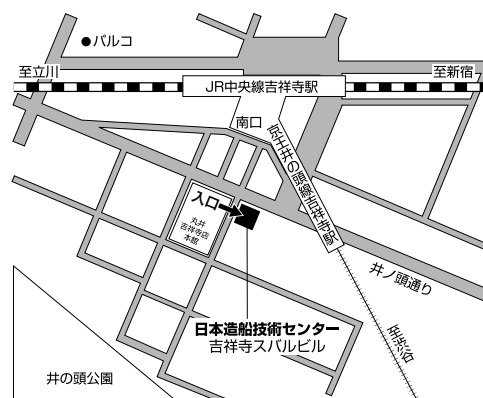 ●パルコ
至立川
至新宿
JR中央線吉祥寺駅
南口
京王井の頭線吉祥寺駅
入口
丸井
吉祥寺店
本館
井ノ頭通り
日本造船技術センター
吉祥寺スバルビル
至渋谷
井の頭公園